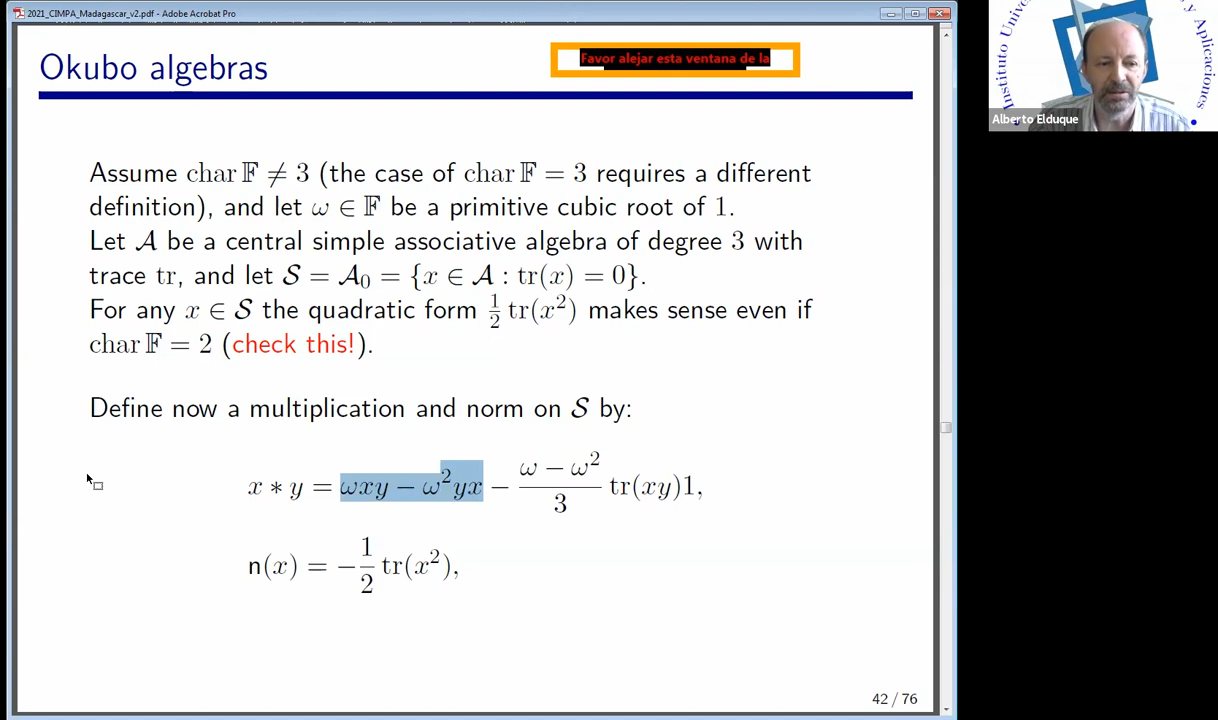 2021_CIMPA_Madagascar_v2.pdf - Adobe Acrobat Pro
Okubo algebras
Favor alejar esta ventana de la
Assume char 𝔽 ≠ 3 (the case of char 𝔽 = 3 requires a different
definition), and let ω ∈ 𝔽 be a primitive cubic root of 1.
Let 𝒜 be a central simple associative algebra of degree 3 with
trace tr, and let 𝒮 = 𝒜₀ = {x ∈ 𝒜 : tr(x) = 0}.
For any x ∈ 𝒮 the quadratic form ½ tr(x²) makes sense even if
char 𝔽 = 2 (check this!).
Define now a multiplication and norm on 𝒮 by:
x ∗ y = ωxy − ω²yx − (ω − ω²)/3 tr(xy)1,
n(x) = −½ tr(x²),
42 / 76
Instituto Univer
y Aplicaciones
Alberto Elduque